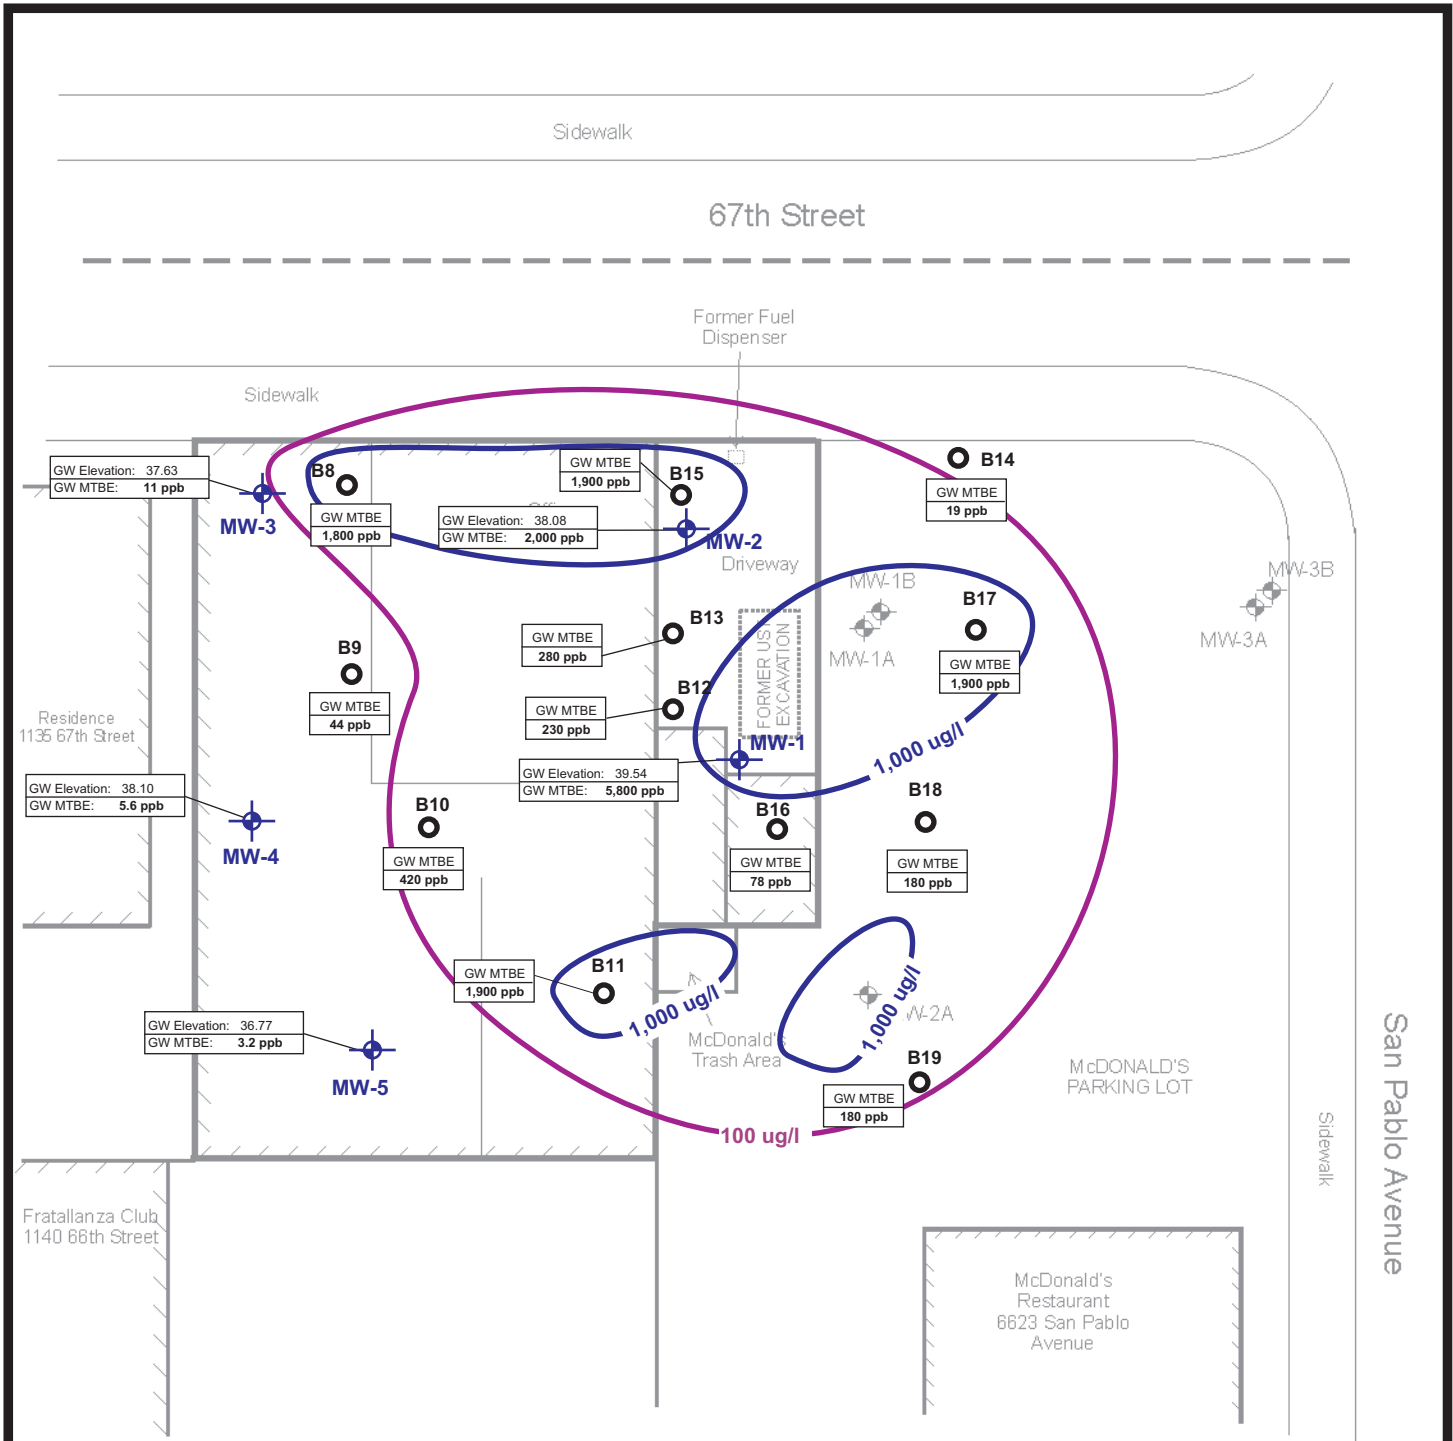 Sidewalk
67th Street
Former Fuel
Dispenser
Sidewalk
GW Elevation: 37.63
GW MTBE: 11 ppb
MW-3
B8
GW MTBE
1,800 ppb
GW MTBE
1,900 ppb
B15
GW Elevation: 38.08
GW MTBE: 2,000 ppb
MW-2
Driveway
B14
GW MTBE
19 ppb
MW-1B
MW-1A
B17
GW MTBE
1,900 ppb
MW-3B
MW-3A
B13
GW MTBE
280 ppb
B9
GW MTBE
44 ppb
B12
GW MTBE
230 ppb
FORMER UST
EXCAVATION
MW-1
GW Elevation: 39.54
GW MTBE: 5,800 ppb
1,000 ug/l
Residence
1135 67th Street
GW Elevation: 38.10
GW MTBE: 5.6 ppb
MW-4
B10
GW MTBE
420 ppb
B16
GW MTBE
78 ppb
B18
GW MTBE
180 ppb
B11
GW MTBE
1,900 ppb
1,000 ug/l
1,000 ug/l
W-2A
McDonald's
Trash Area
GW Elevation: 36.77
GW MTBE: 3.2 ppb
MW-5
B19
GW MTBE
180 ppb
100 ug/l
McDONALD'S
PARKING LOT
San Pablo Avenue
Sidewalk
Fratallanza Club
1140 66th Street
McDonald's
Restaurant
6623 San Pablo
Avenue